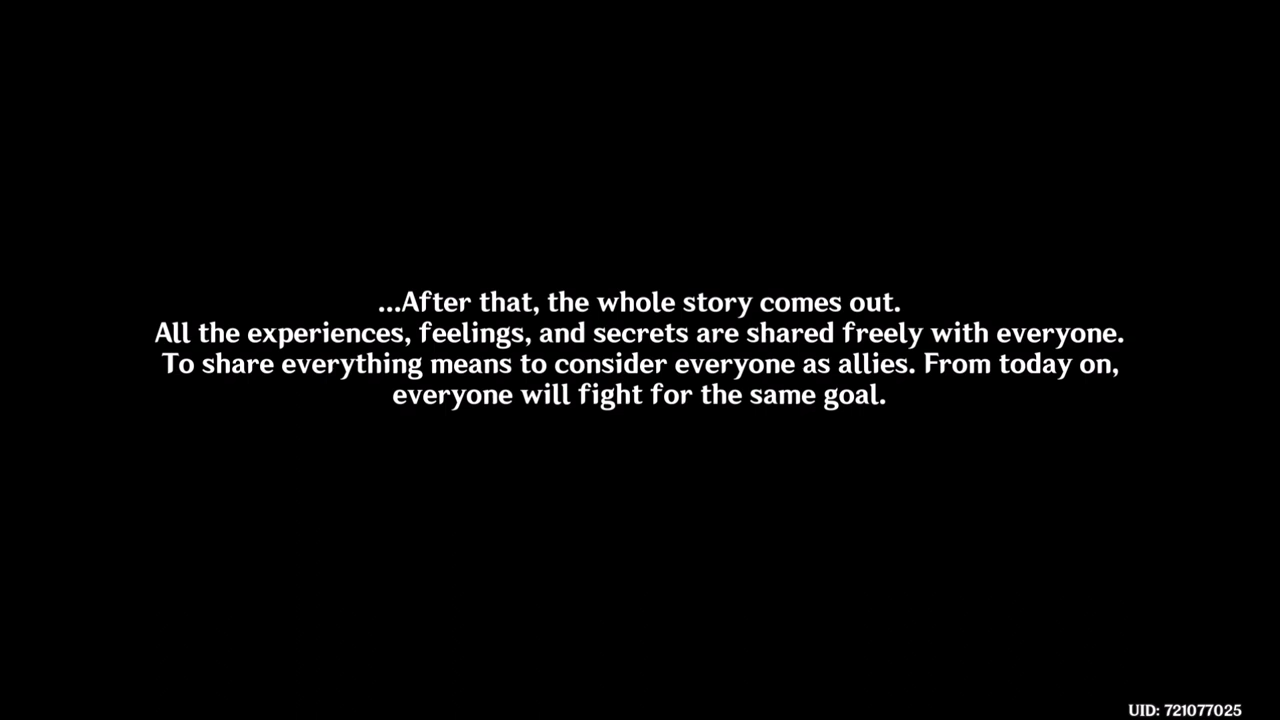 ...After that, the whole story comes out.
All the experiences, feelings, and secrets are shared freely with everyone.
To share everything means to consider everyone as allies. From today on,
everyone will fight for the same goal.
UID: 721077025